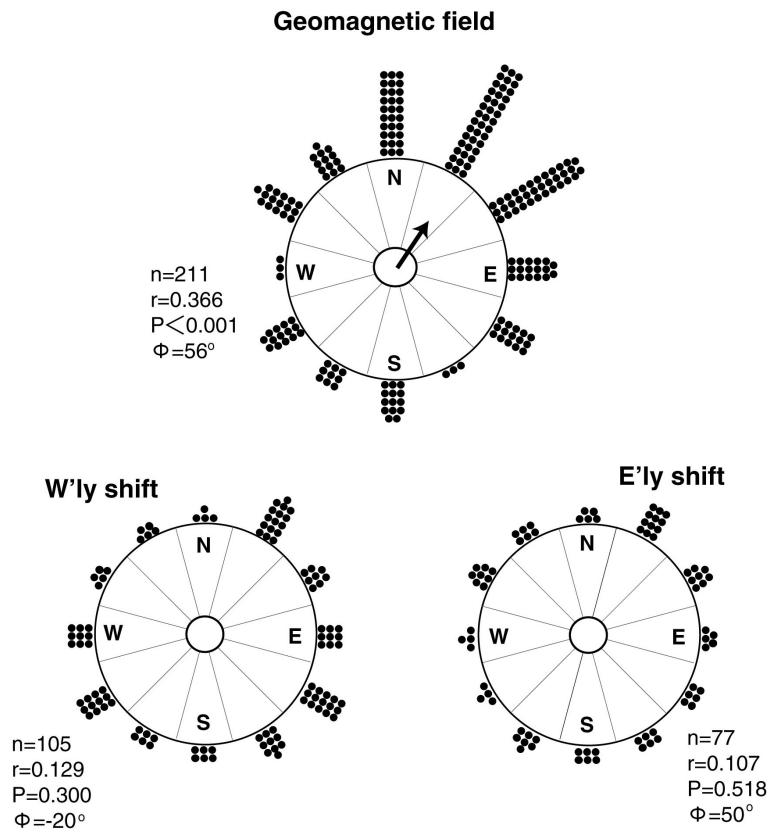 Geomagnetic field
N
W
E
S
n=211
r=0.366
P<0.001
Φ=56°
W'ly shift
N
W
E
S
n=105
r=0.129
P=0.300
Φ=-20°
E'ly shift
N
W
E
S
n=77
r=0.107
P=0.518
Φ=50°